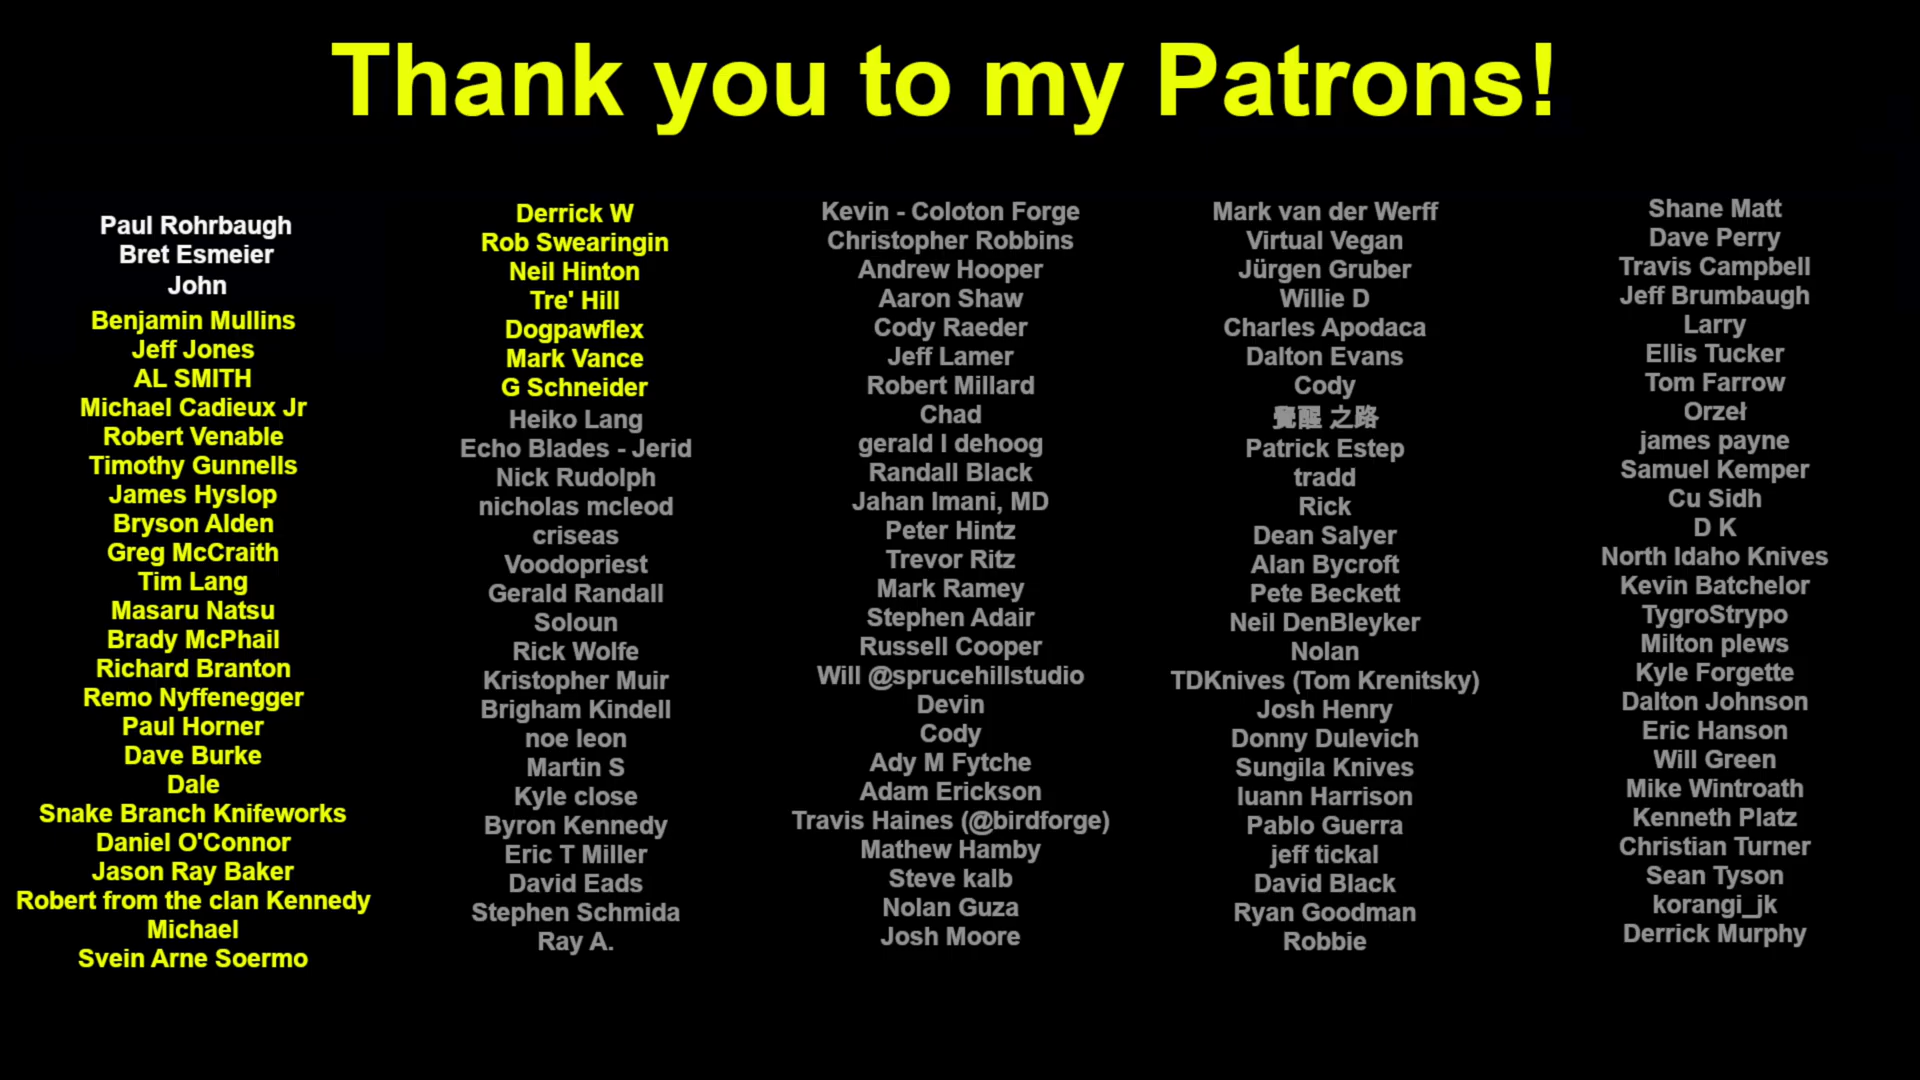 Thank you to my Patrons!
Paul Rohrbaugh
Bret Esmeier
John
Benjamin Mullins
Jeff Jones
AL SMITH
Michael Cadieux Jr
Robert Venable
Timothy Gunnells
James Hyslop
Bryson Alden
Greg McCraith
Tim Lang
Masaru Natsu
Brady McPhail
Richard Branton
Remo Nyffenegger
Paul Horner
Dave Burke
Dale
Snake Branch Knifeworks
Daniel O'Connor
Jason Ray Baker
Robert from the clan Kennedy
Michael
Svein Arne Soermo
Derrick W
Rob Swearingin
Neil Hinton
Tre' Hill
Dogpawflex
Mark Vance
G Schneider
Heiko Lang
Echo Blades - Jerid
Nick Rudolph
nicholas mcleod
criseas
Voodopriest
Gerald Randall
Soloun
Rick Wolfe
Kristopher Muir
Brigham Kindell
noe leon
Martin S
Kyle close
Byron Kennedy
Eric T Miller
David Eads
Stephen Schmida
Ray A.
Kevin - Coloton Forge
Christopher Robbins
Andrew Hooper
Aaron Shaw
Cody Raeder
Jeff Lamer
Robert Millard
Chad
gerald l dehoog
Randall Black
Jahan Imani, MD
Peter Hintz
Trevor Ritz
Mark Ramey
Stephen Adair
Russell Cooper
Will @sprucehillstudio
Devin
Cody
Ady M Fytche
Adam Erickson
Travis Haines (@birdforge)
Mathew Hamby
Steve kalb
Nolan Guza
Josh Moore
Mark van der Werff
Virtual Vegan
Jürgen Gruber
Willie D
Charles Apodaca
Dalton Evans
Cody
覺醒 之路
Patrick Estep
tradd
Rick
Dean Salyer
Alan Bycroft
Pete Beckett
Neil DenBleyker
Nolan
TDKnives (Tom Krenitsky)
Josh Henry
Donny Dulevich
Sungila Knives
luann Harrison
Pablo Guerra
jeff tickal
David Black
Ryan Goodman
Robbie
Shane Matt
Dave Perry
Travis Campbell
Jeff Brumbaugh
Larry
Ellis Tucker
Tom Farrow
Orzeł
james payne
Samuel Kemper
Cu Sidh
D K
North Idaho Knives
Kevin Batchelor
TygroStrypo
Milton plews
Kyle Forgette
Dalton Johnson
Eric Hanson
Will Green
Mike Wintroath
Kenneth Platz
Christian Turner
Sean Tyson
korangi_jk
Derrick Murphy